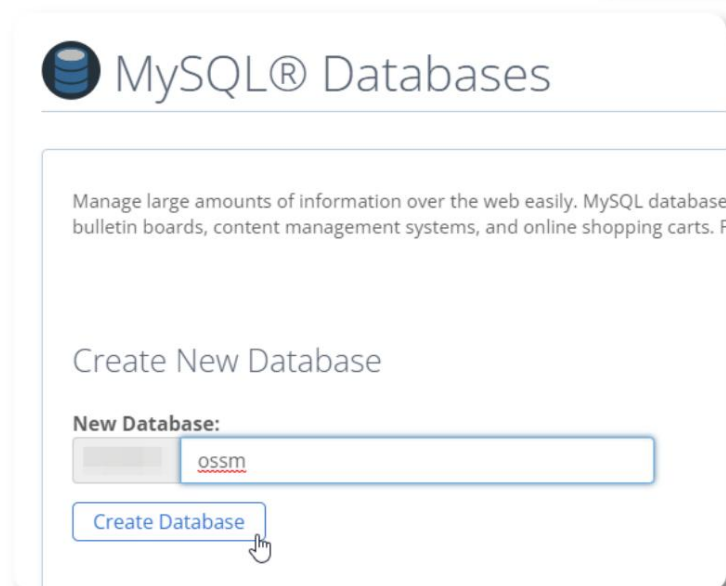 MySQL® Databases
Manage large amounts of information over the web easily. MySQL database
bulletin boards, content management systems, and online shopping carts.
Create New Database
New Database:
ossm
Create Database